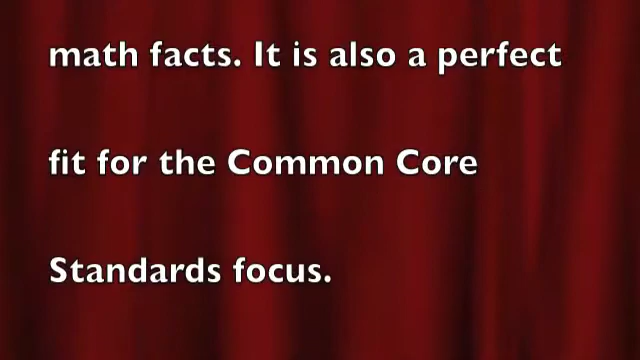 math facts. It is also a perfect
fit for the Common Core
Standards focus.